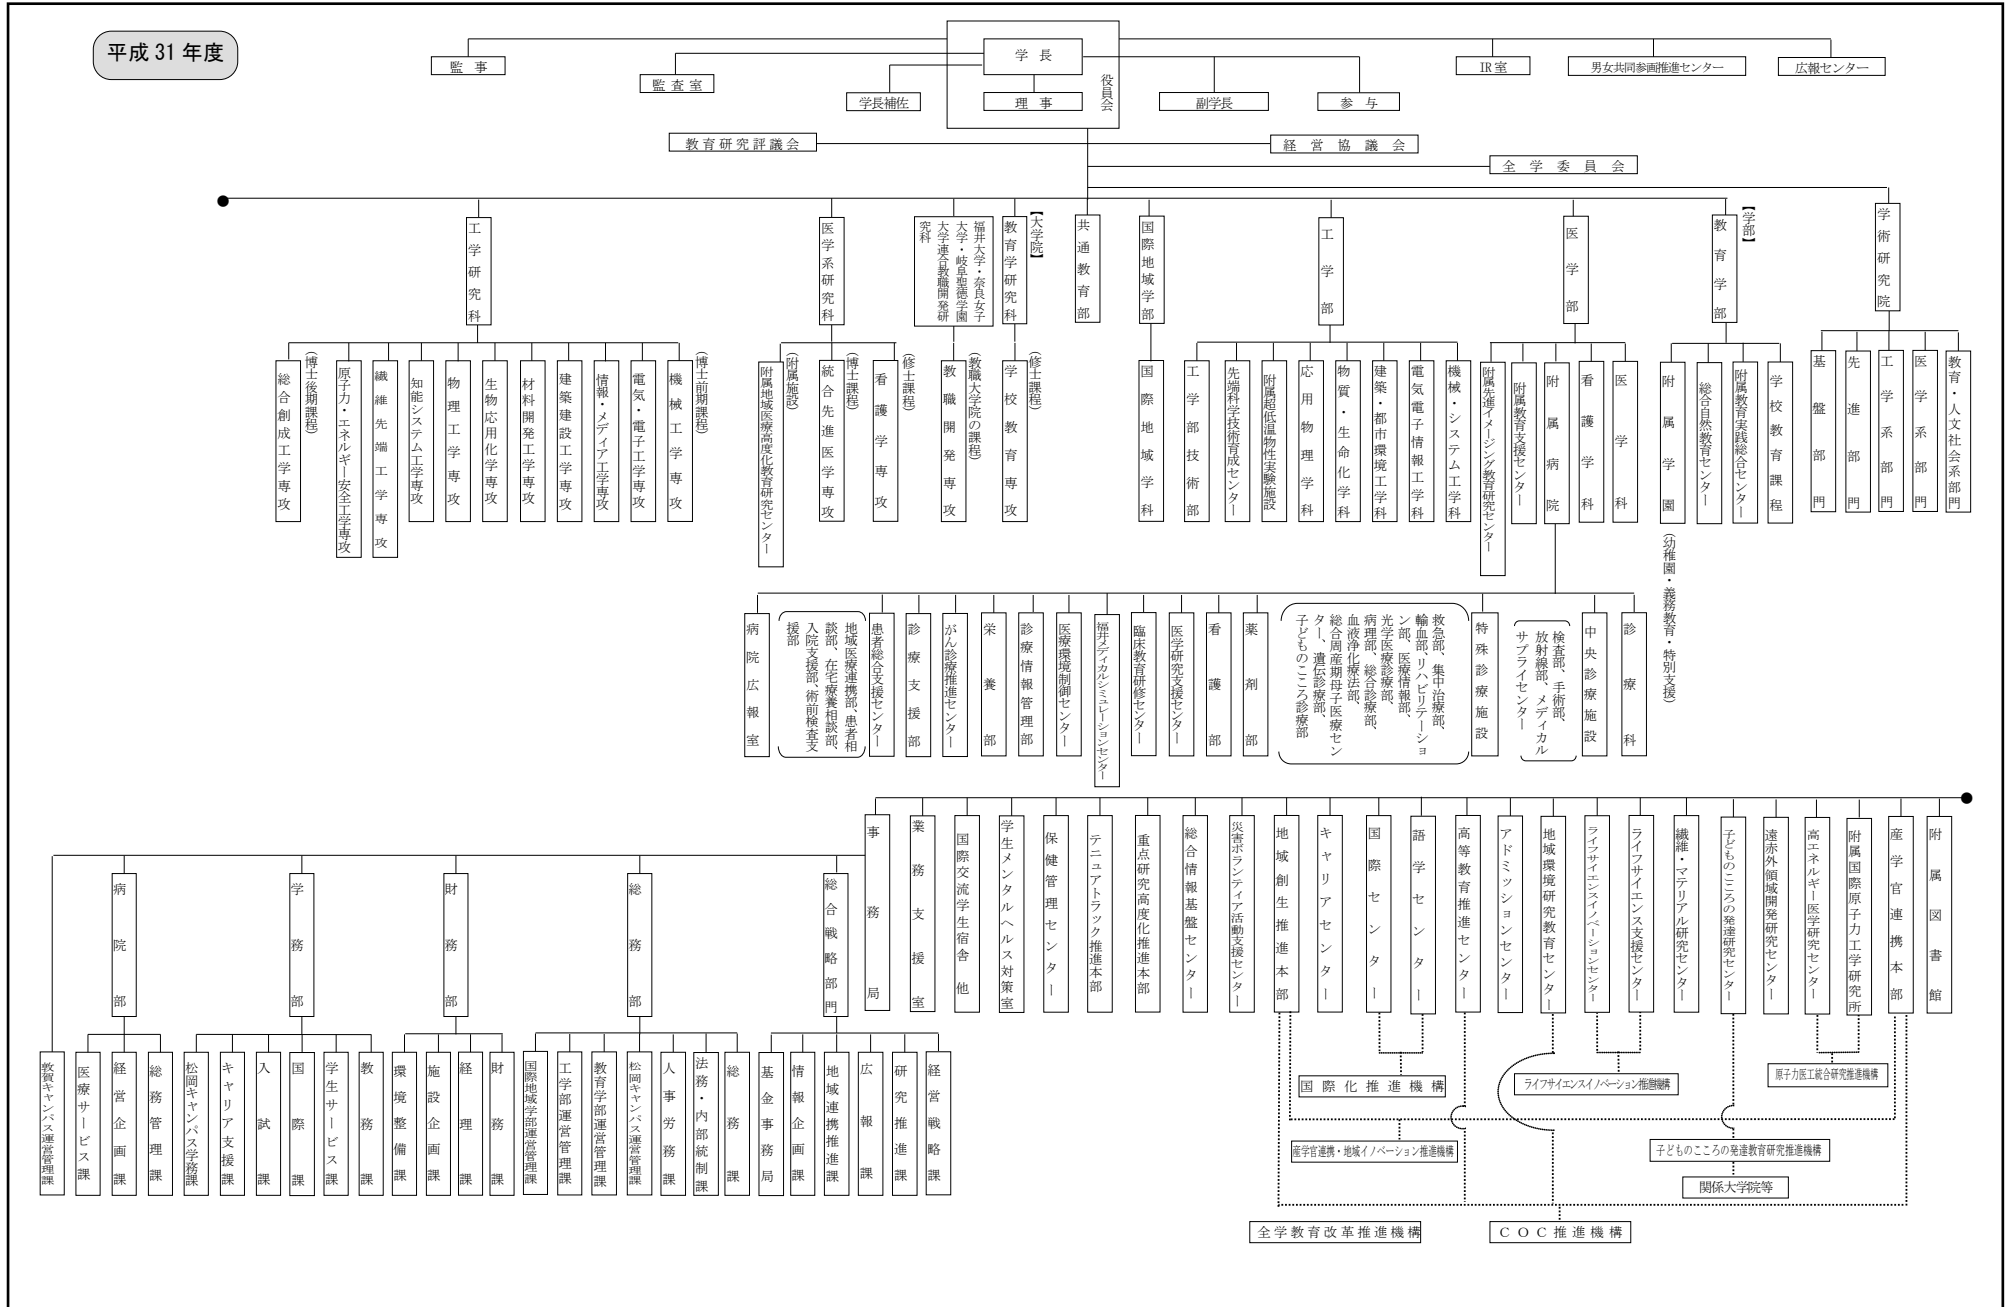 平成 31 年度
学 長
役員会
監 事
監 査 室
学長補佐
理 事
副学長
参 与
IR 室
男女共同参画推進センター
広報センター
教 育 研 究 評 議 会
経 営 協 議 会
全 学 委 員 会
工学研究科
医学系研究科
福井大学・奈良女子
大学・岐阜聖徳学園
大学連合教職開発研
究科
教育学研究科
【大学院】
共通教育部
国際地域学部
工学部
医学部
教育学部
【学部】
学術研究院
総合創成工学専攻
(博士後期課程)
原子力・エネルギー安全工学専攻
繊維先端工学専攻
知能システム工学専攻
物理工学専攻
生物応用化学専攻
材料開発工学専攻
建築建設工学専攻
情報・メディア工学専攻
電気・電子工学専攻
機械工学専攻
(博士前期課程)
附属地域医療高度化教育研究センター
(附属施設)
統合先進医学専攻
(博士課程)
看護学専攻
(修士課程)
教職開発専攻
(教職大学院の課程)
学校教育専攻
(修士課程)
国際地域学科
工学部技術部
先端科学技術育成センター
附属超低温物性実験施設
応用物理学科
物質・生命化学科
建築・都市環境工学科
電気電子情報工学科
機械・システム工学科
附属先進イメージング教育研究センター
附属教育支援センター
附属病院
看護学科
医学科
附属学園
(幼稚園・義務教育・特別支援)
総合自然教育センター
附属教育実践総合センター
学校教育課程
基盤部門
先進部門
工学系部門
医学系部門
教育・人文社会系部門
病院広報室
地域医療連携部、患者相
談部、在宅療養相談部、
入院支援部、術前検査支
援部
患者総合支援センター
診療支援部
がん診療推進センター
栄養部
診療情報管理部
医療環境制御センター
福井メディカルシミュレーションセンター
臨床教育研修センター
医学研究支援センター
看護部
薬剤部
救急部、集中治療部、
輸血部、リハビリテーショ
ン部、医療情報部、
光学医療診療部、
病理部、総合診療部、
血液浄化療法部、
総合周産期母子医療セン
ター、遺伝診療部、
子どものこころ診療部
特殊診療施設
検査部、手術部、
放射線部、メディカル
サプライセンター
中央診療施設
診療科
事務局
業務支援室
国際交流学生宿舎他
学生メンタルヘルス対策室
保健管理センター
テニュアトラック推進本部
重点研究高度化推進本部
総合情報基盤センター
災害ボランティア活動支援センター
地域創生推進本部
キャリアセンター
国際センター
語学センター
高等教育推進センター
アドミッションセンター
地域環境研究教育センター
ライフサイエンスイノベーションセンター
ライフサイエンス支援センター
繊維・マテリアル研究センター
子どものこころの発達研究センター
遠赤外領域開発研究センター
高エネルギー医学研究センター
附属国際原子力工学研究所
産学官連携本部
附属図書館
病院部
学務部
財務部
総務部
総合戦略部門
敦賀キャンパス運営管理課
医療サービス課
経営企画課
総務管理課
松岡キャンパス学務課
キャリア支援課
入試課
国際課
学生サービス課
教務課
環境整備課
施設企画課
経理課
財務課
国際地域学部運営管理課
工学部運営管理課
教育学部運営管理課
松岡キャンパス運営管理課
人事労務課
法務・内部統制課
総務課
基金事務局
情報企画課
地域連携推進課
広報課
研究推進課
経営戦略課
国 際 化 推 進 機 構
ライフサイエンスイノベーション推進機構
原子力医工統合研究推進機構
産学官連携・地域イノベーション推進機構
子どものこころの発達教育研究推進機構
関係大学院等
全学教育改革推進機構
ＣＯＣ推進機構